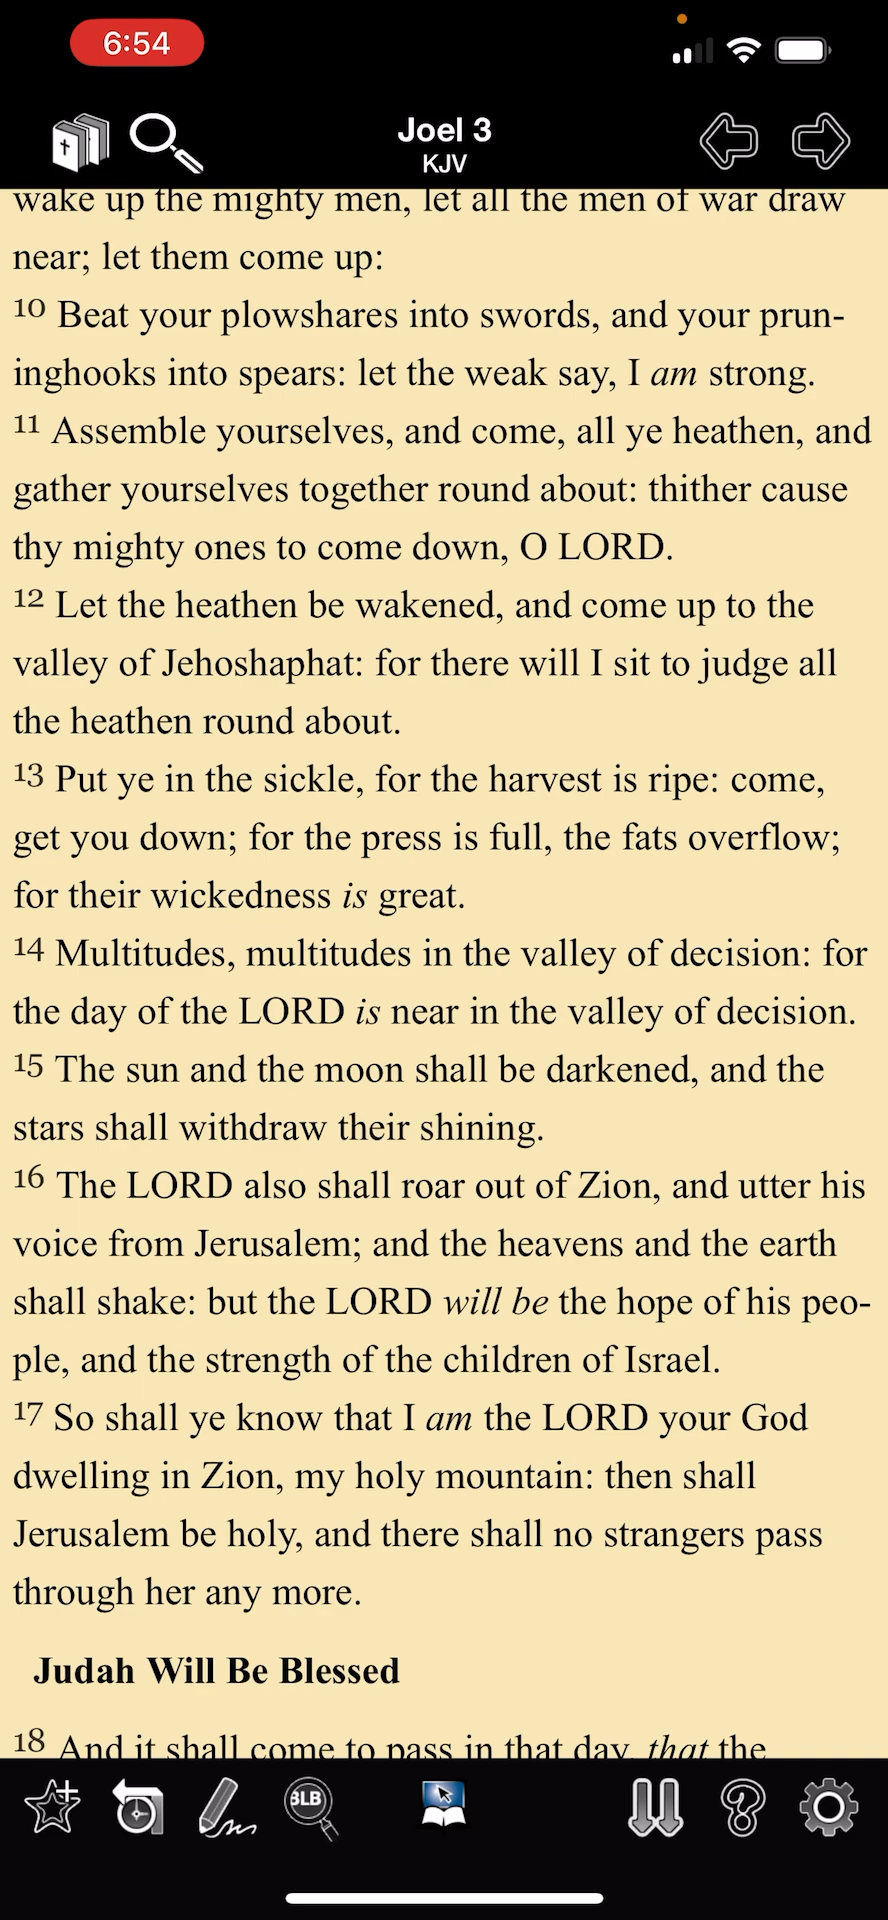 6:54
Joel 3
KJV
wake up the mighty men, let all the men of war draw
near; let them come up:
10 Beat your plowshares into swords, and your prun-
inghooks into spears: let the weak say, I am strong.
11 Assemble yourselves, and come, all ye heathen, and
gather yourselves together round about: thither cause
thy mighty ones to come down, O LORD.
12 Let the heathen be wakened, and come up to the
valley of Jehoshaphat: for there will I sit to judge all
the heathen round about.
13 Put ye in the sickle, for the harvest is ripe: come,
get you down; for the press is full, the fats overflow;
for their wickedness is great.
14 Multitudes, multitudes in the valley of decision: for
the day of the LORD is near in the valley of decision.
15 The sun and the moon shall be darkened, and the
stars shall withdraw their shining.
16 The LORD also shall roar out of Zion, and utter his
voice from Jerusalem; and the heavens and the earth
shall shake: but the LORD will be the hope of his peo-
ple, and the strength of the children of Israel.
17 So shall ye know that I am the LORD your God
dwelling in Zion, my holy mountain: then shall
Jerusalem be holy, and there shall no strangers pass
through her any more.
Judah Will Be Blessed
18 And it shall come to pass in that day, that the
BLB